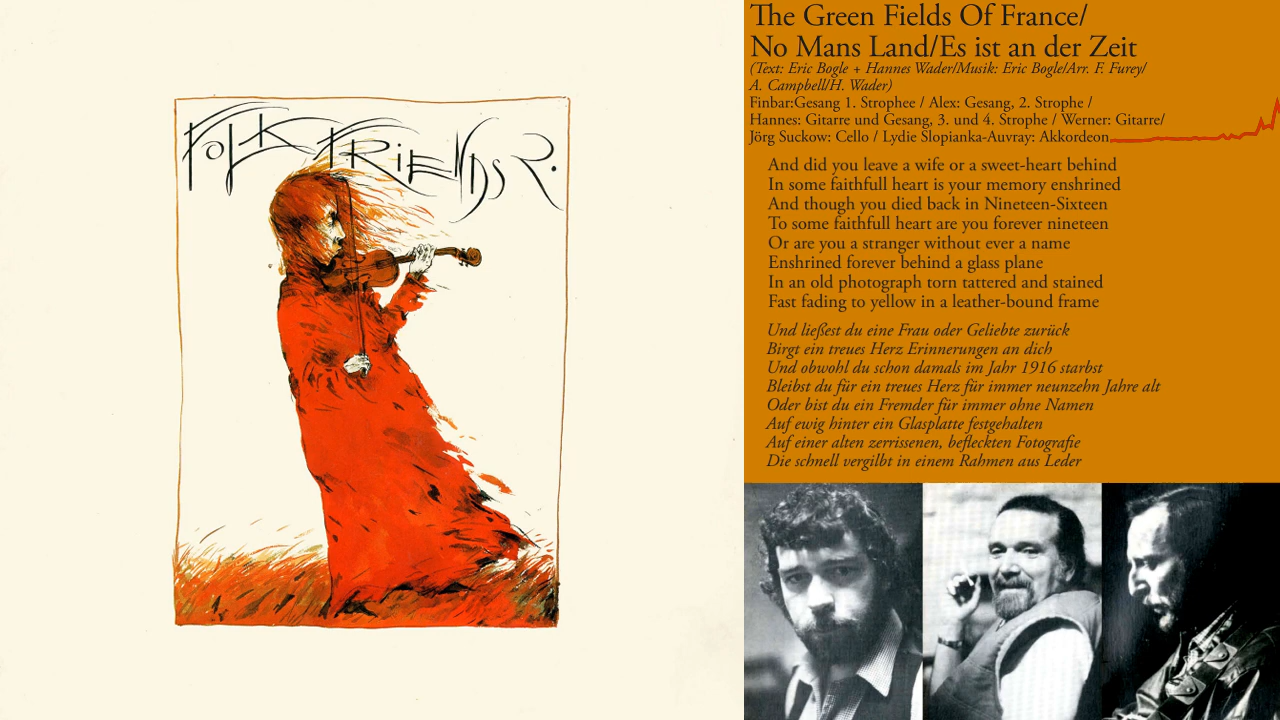 FOLK FRIENDS 2.
The Green Fields Of France/
No Mans Land/Es ist an der Zeit
(Text: Eric Bogle + Hannes Wader/Musik: Eric Bogle/Arr. F. Furey/
A. Campbell/H. Wader)
Finbar:Gesang 1. Strophee / Alex: Gesang, 2. Strophe /
Hannes: Gitarre und Gesang, 3. und 4. Strophe / Werner: Gitarre/
Jörg Suckow: Cello / Lydie Slopianka-Auvray: Akkordeon
And did you leave a wife or a sweet-heart behind
In some faithfull heart is your memory enshrined
And though you died back in Nineteen-Sixteen
To some faithfull heart are you forever nineteen
Or are you a stranger without ever a name
Enshrined forever behind a glass plane
In an old photograph torn tattered and stained
Fast fading to yellow in a leather-bound frame
Und ließest du eine Frau oder Geliebte zurück
Birgt ein treues Herz Erinnerungen an dich
Und obwohl du schon damals im Jahr 1916 starbst
Bleibst du für ein treues Herz für immer neunzehn Jahre alt
Oder bist du ein Fremder für immer ohne Namen
Auf ewig hinter ein Glasplatte festgehalten
Auf einer alten zerrissenen, befleckten Fotografie
Die schnell vergilbt in einem Rahmen aus Leder